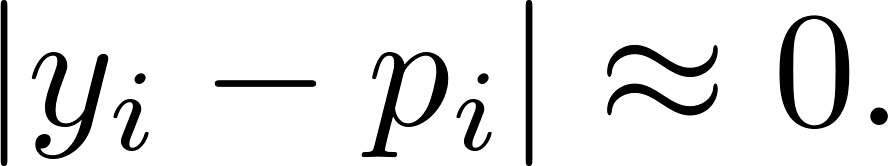 |y_i − p_i| ≈ 0.